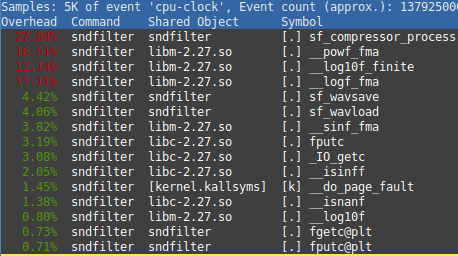 Samples: 5K of event 'cpu-clock', Event count (approx.): 137925000
Overhead Command Shared Object Symbol
27.84% sndfilter sndfilter [.] sf_compressor_process
16.51% sndfilter libm-2.27.so [.] __powf_fma
12.14% sndfilter libm-2.27.so [.] __log10f_finite
11.11% sndfilter libm-2.27.so [.] __logf_fma
4.42% sndfilter sndfilter [.] sf_wavsave
4.06% sndfilter sndfilter [.] sf_wavload
3.82% sndfilter libm-2.27.so [.] __sinf_fma
3.19% sndfilter libc-2.27.so [.] fputc
3.08% sndfilter libc-2.27.so [.] _IO_getc
2.05% sndfilter libc-2.27.so [.] __isinff
1.45% sndfilter [kernel.kallsyms] [k] __do_page_fault
1.38% sndfilter libc-2.27.so [.] __isnanf
0.80% sndfilter libm-2.27.so [.] __log10f
0.73% sndfilter sndfilter [.] fgetc@plt
0.71% sndfilter sndfilter [.] fputc@plt